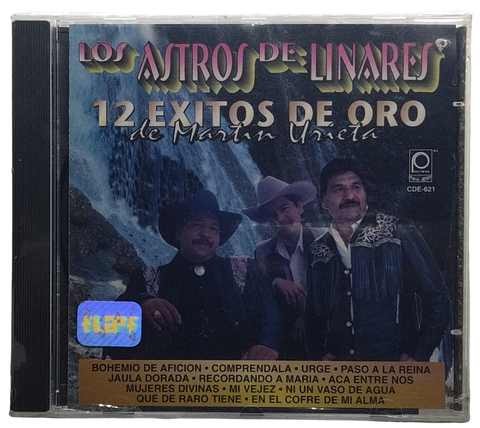 LOS ASTROS DE LINARES
12 EXITOS DE ORO
de Martin Urieta
CDE-621
BOHEMIO DE AFICION • COMPRENDALA • URGE • PASO A LA REINA
JAULA DORADA • RECORDANDO A MARIA • ACA ENTRE NOS
MUJERES DIVINAS • MI VEJEZ • NI UN VASO DE AGUA
QUE DE RARO TIENE • EN EL COFRE DE MI ALMA